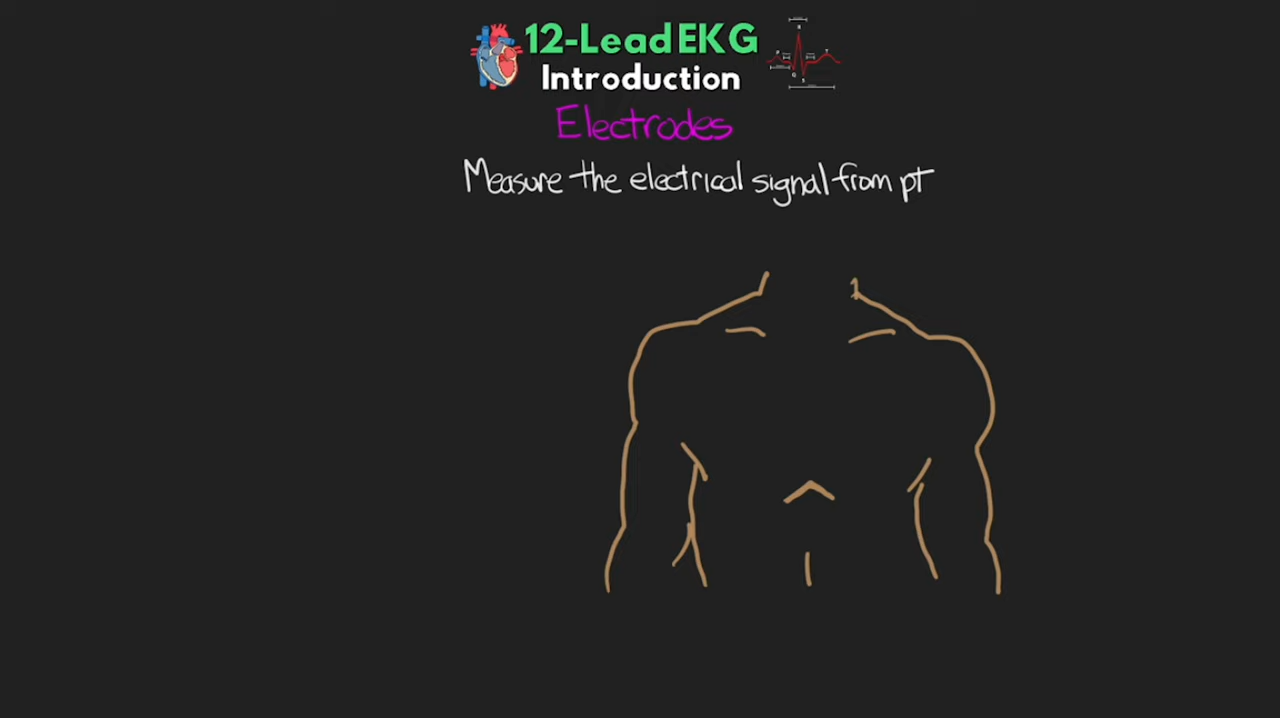 12-Lead EKG
Introduction
Electrodes
Measure the electrical signal from pt